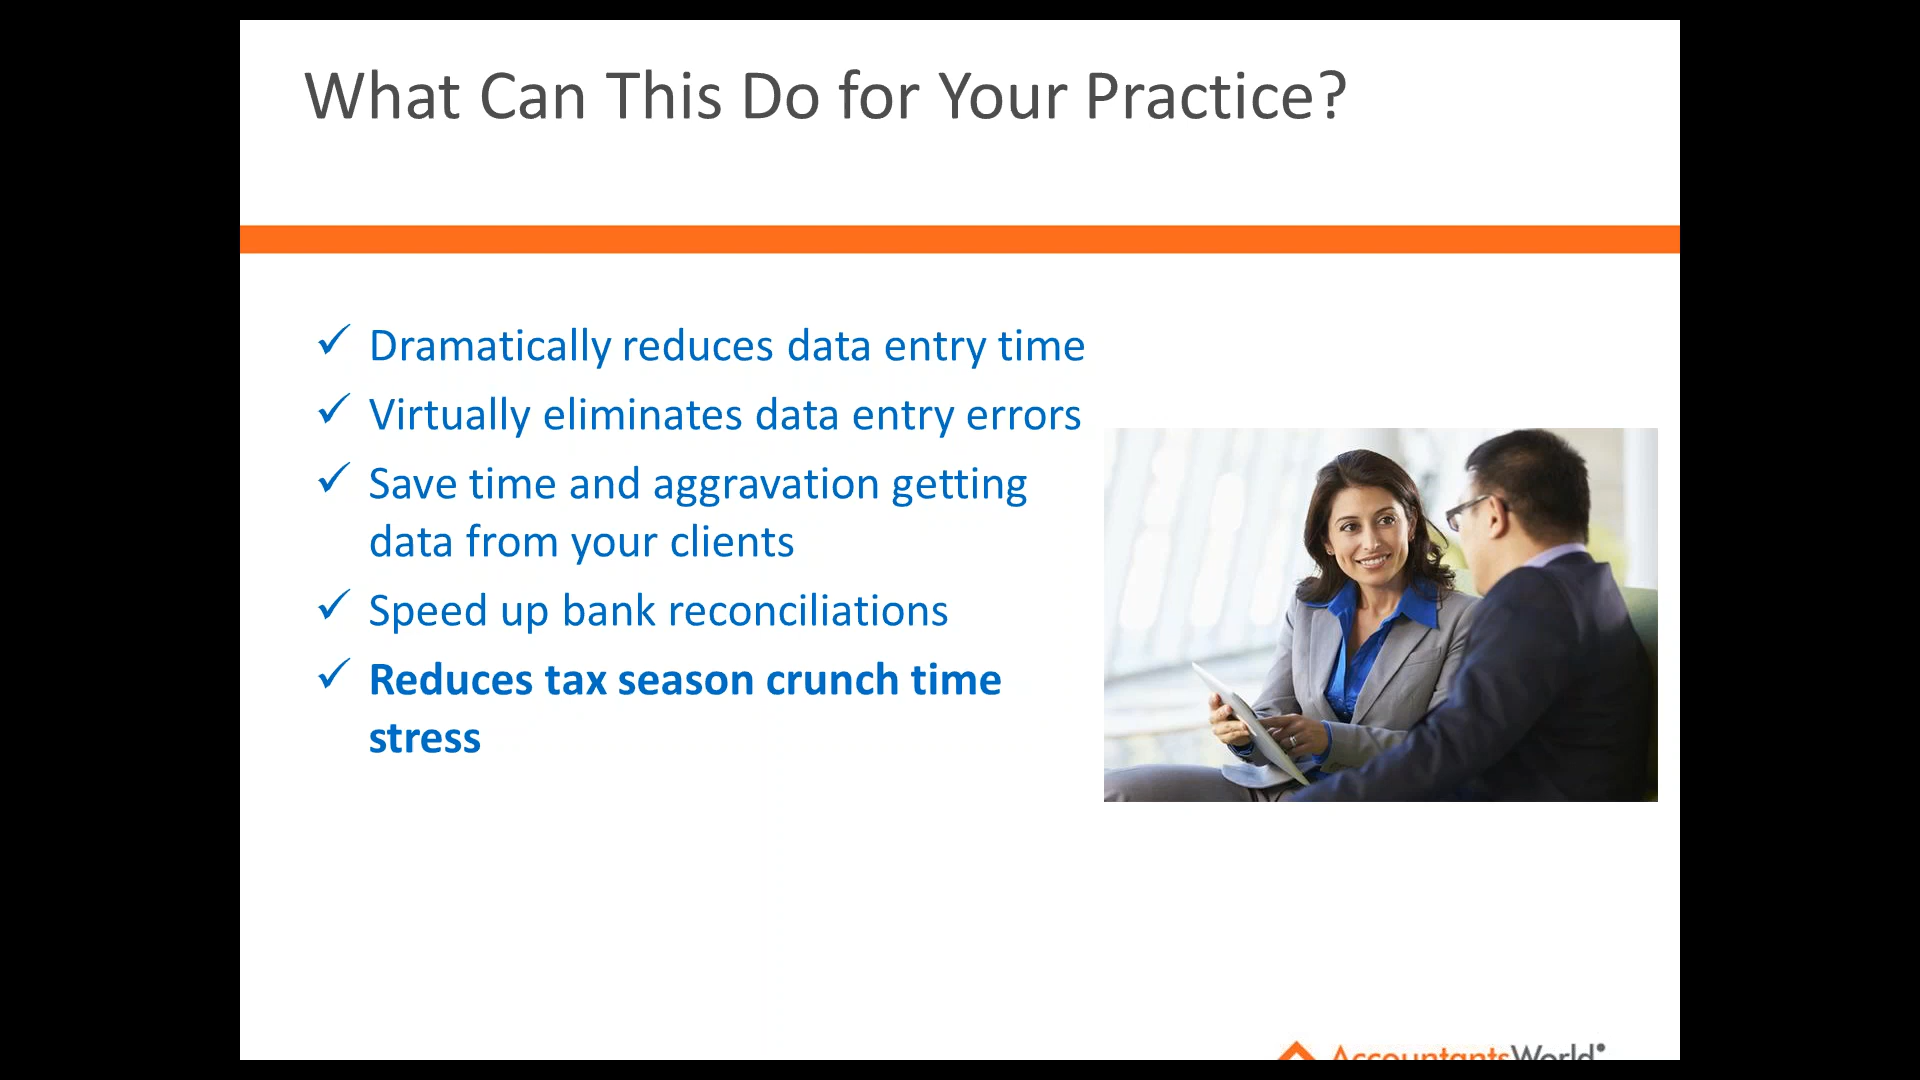 What Can This Do for Your Practice?
✓ Dramatically reduces data entry time
✓ Virtually eliminates data entry errors
✓ Save time and aggravation getting
data from your clients
✓ Speed up bank reconciliations
✓ Reduces tax season crunch time
stress
AccountantsWorld